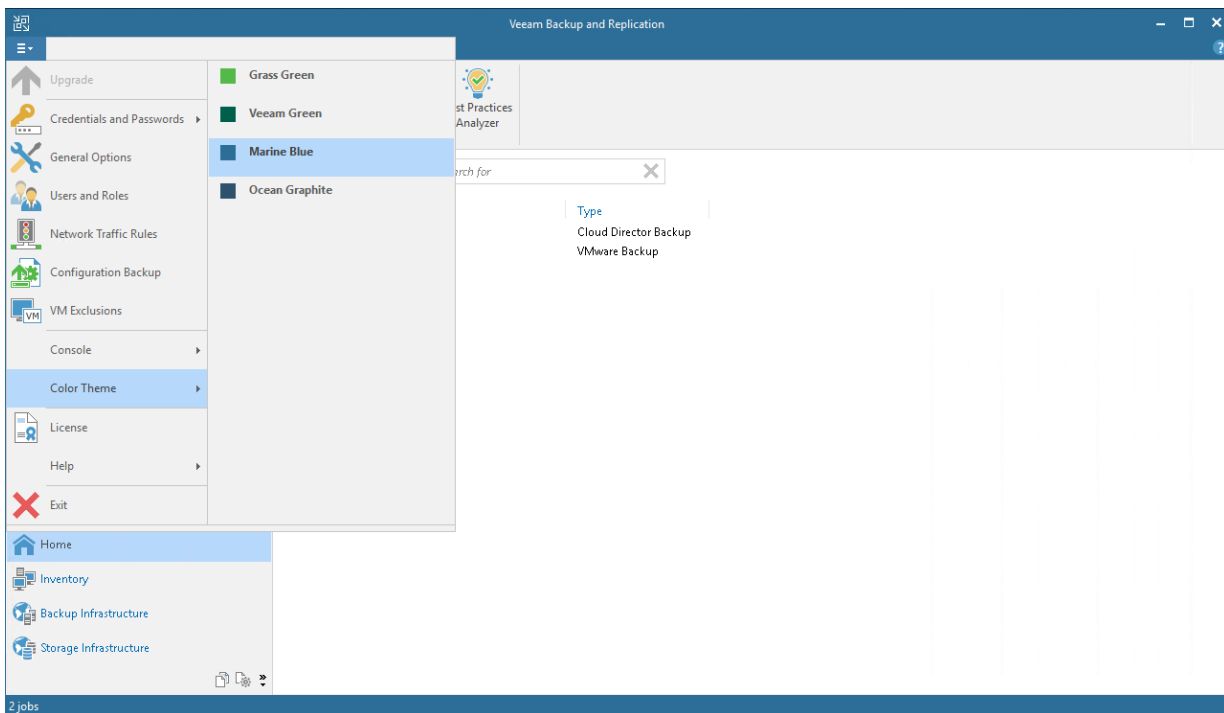 Veeam Backup and Replication
Upgrade
Credentials and Passwords
General Options
Users and Roles
Network Traffic Rules
Configuration Backup
VM
VM Exclusions
Console
Color Theme
License
Help
Exit
Grass Green
Veeam Green
Marine Blue
Ocean Graphite
st Practices
Analyzer
rch for
Type
Cloud Director Backup
VMware Backup
Home
Inventory
Backup Infrastructure
Storage Infrastructure
2 jobs